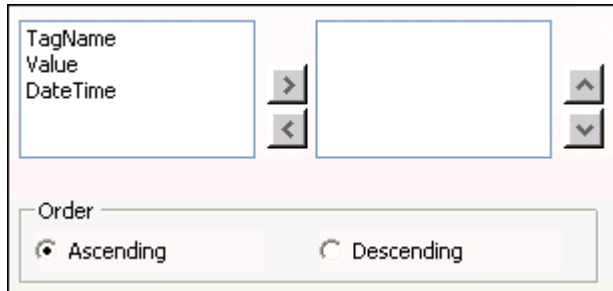 TagName
Value
DateTime
Order
Ascending
Descending